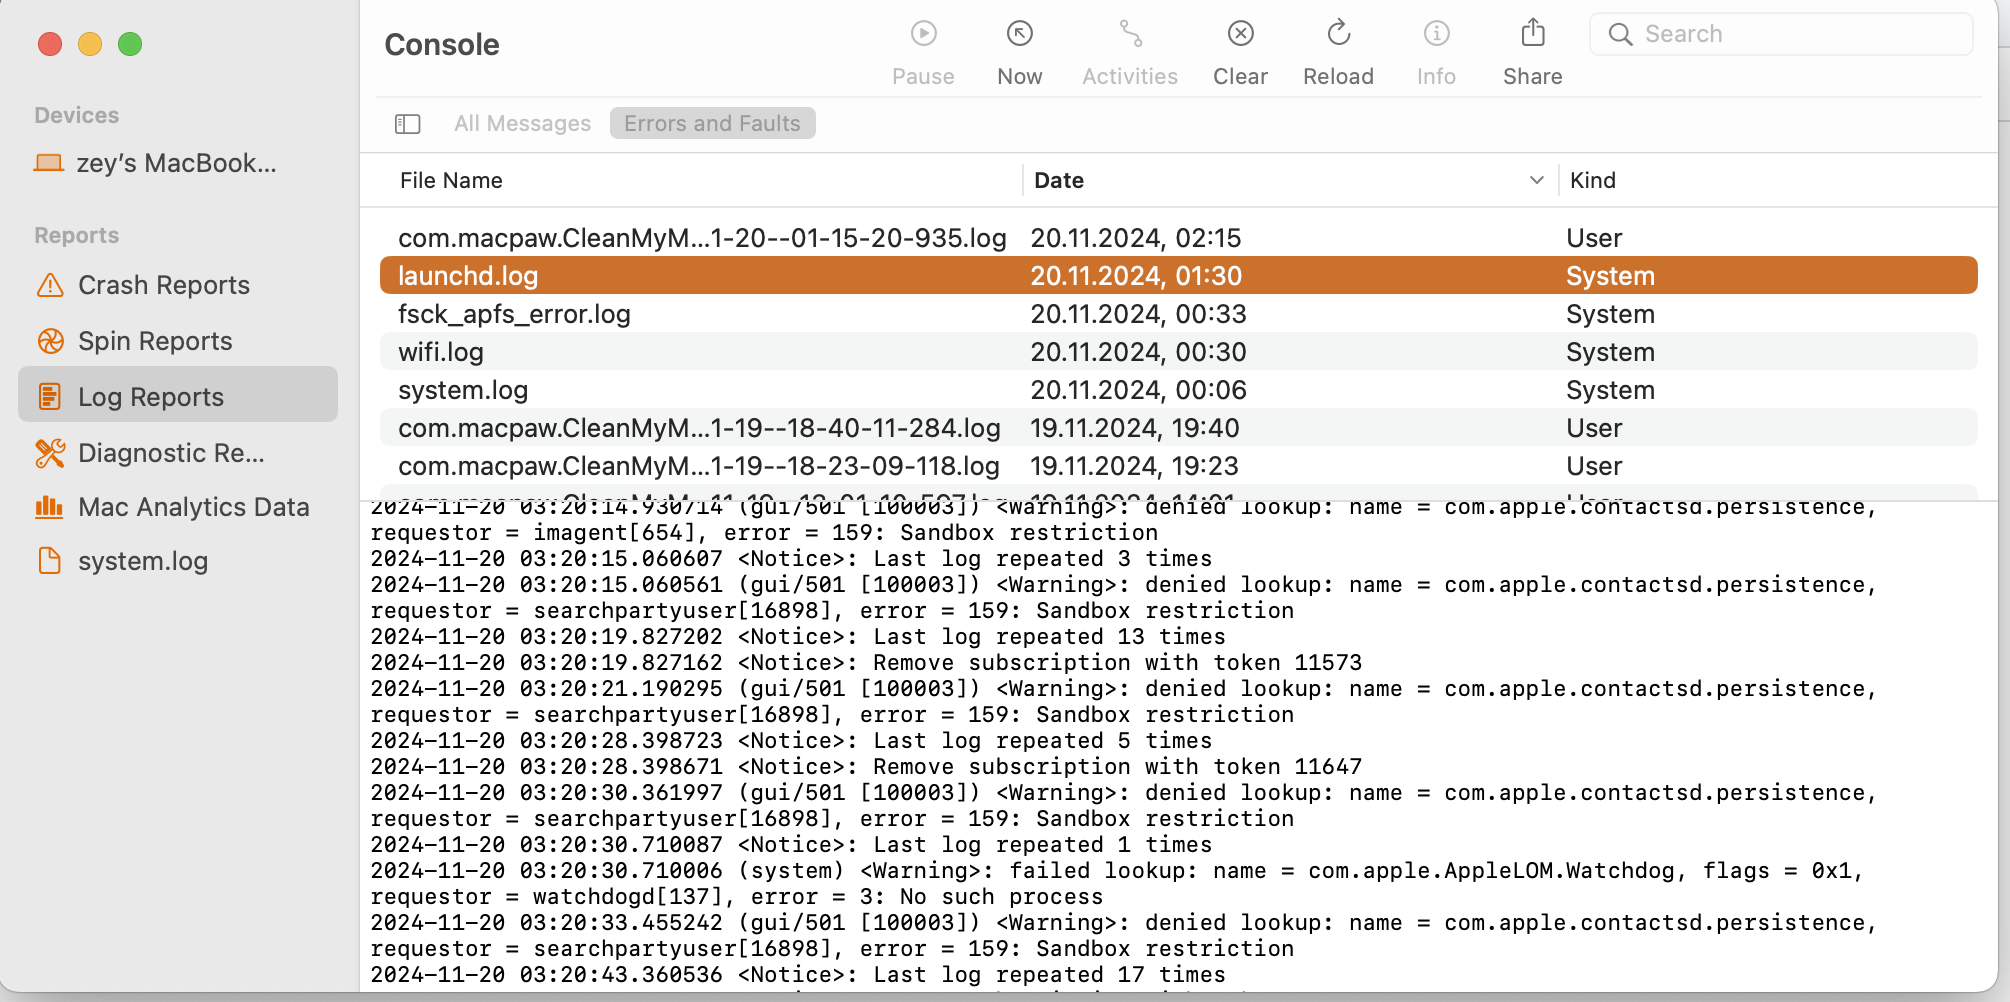 Console
Pause
Now
Activities
Clear
Reload
Info
Share
Search
Devices
zey's MacBook...
Reports
Crash Reports
Spin Reports
Log Reports
Diagnostic Re...
Mac Analytics Data
system.log
All Messages
Errors and Faults
File Name
Date
Kind
com.macpaw.CleanMyM...1-20--01-15-20-935.log 20.11.2024, 02:15 User
launchd.log 20.11.2024, 01:30 System
fsck_apfs_error.log 20.11.2024, 00:33 System
wifi.log 20.11.2024, 00:30 System
system.log 20.11.2024, 00:06 System
com.macpaw.CleanMyM...1-19--18-40-11-284.log 19.11.2024, 19:40 User
com.macpaw.CleanMyM...1-19--18-23-09-118.log 19.11.2024, 19:23 User
2024-11-20 03:20:14.930714 (gui/501 [100003]) <Warning>: denied lookup: name = com.apple.contactsd.persistence,
requestor = imagent[654], error = 159: Sandbox restriction
2024-11-20 03:20:15.060607 <Notice>: Last log repeated 3 times
2024-11-20 03:20:15.060561 (gui/501 [100003]) <Warning>: denied lookup: name = com.apple.contactsd.persistence,
requestor = searchpartyuser[16898], error = 159: Sandbox restriction
2024-11-20 03:20:19.827202 <Notice>: Last log repeated 13 times
2024-11-20 03:20:19.827162 <Notice>: Remove subscription with token 11573
2024-11-20 03:20:21.190295 (gui/501 [100003]) <Warning>: denied lookup: name = com.apple.contactsd.persistence,
requestor = searchpartyuser[16898], error = 159: Sandbox restriction
2024-11-20 03:20:28.398723 <Notice>: Last log repeated 5 times
2024-11-20 03:20:28.398671 <Notice>: Remove subscription with token 11647
2024-11-20 03:20:30.361997 (gui/501 [100003]) <Warning>: denied lookup: name = com.apple.contactsd.persistence,
requestor = searchpartyuser[16898], error = 159: Sandbox restriction
2024-11-20 03:20:30.710087 <Notice>: Last log repeated 1 times
2024-11-20 03:20:30.710006 (system) <Warning>: failed lookup: name = com.apple.AppleLOM.Watchdog, flags = 0x1,
requestor = watchdogd[137], error = 3: No such process
2024-11-20 03:20:33.455242 (gui/501 [100003]) <Warning>: denied lookup: name = com.apple.contactsd.persistence,
requestor = searchpartyuser[16898], error = 159: Sandbox restriction
2024-11-20 03:20:43.360536 <Notice>: Last log repeated 17 times